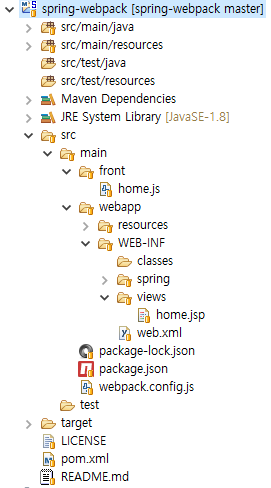 spring-webpack [spring-webpack master]
src/main/java
src/main/resources
src/test/java
src/test/resources
Maven Dependencies
JRE System Library [JavaSE-1.8]
src
main
front
home.js
webapp
resources
WEB-INF
classes
spring
views
home.jsp
web.xml
package-lock.json
package.json
webpack.config.js
test
target
LICENSE
pom.xml
README.md